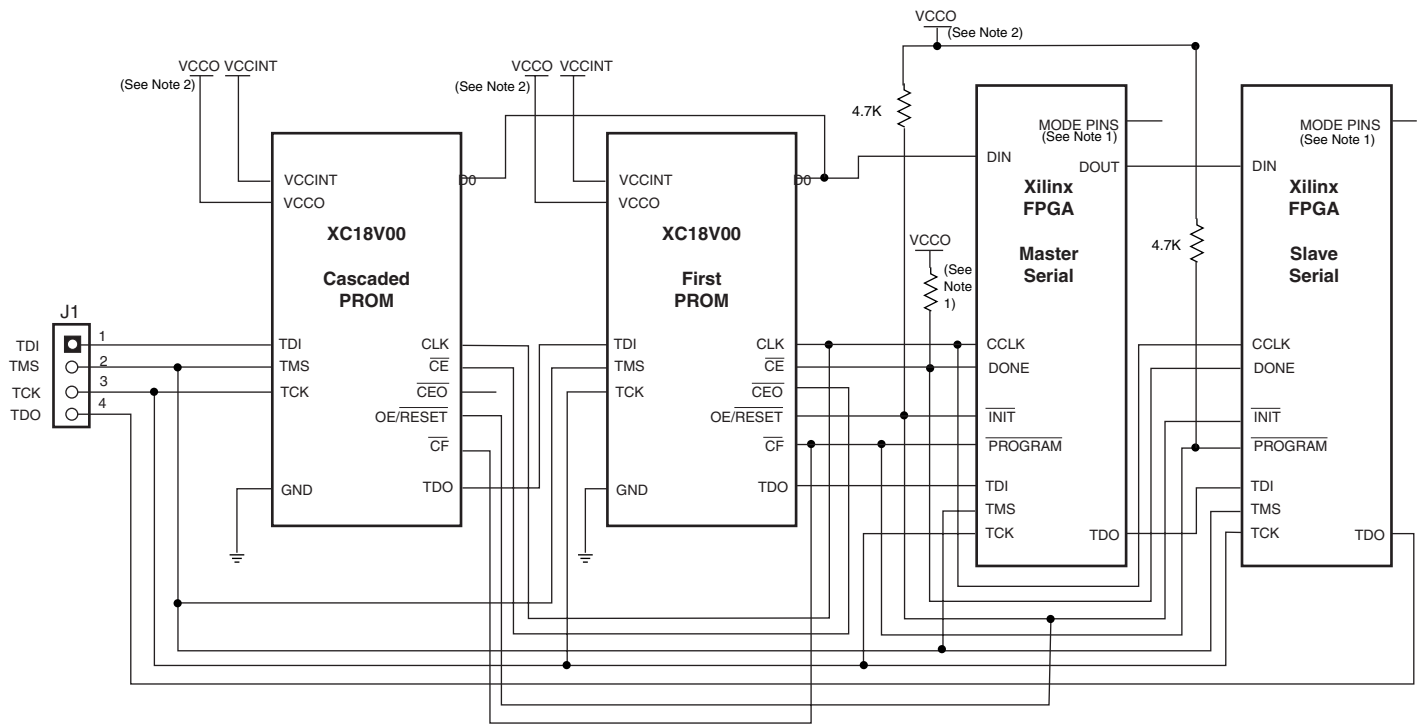 VCCO
(See Note 2)
VCCO VCCINT
(See Note 2)
VCCO VCCINT
(See Note 2)
4.7K
MODE PINS
(See Note 1)
MODE PINS
(See Note 1)
DIN
DOUT
DIN
VCCINT
D0
VCCO
VCCINT
D0
VCCO
XC18V00
Cascaded
PROM
XC18V00
First
PROM
Xilinx
FPGA
Master
Serial
Xilinx
FPGA
Slave
Serial
VCCO
(See
Note
1)
4.7K
J1
TDI
TMS
TCK
TDO
1
2
3
4
TDI
TMS
TCK
GND
CLK
CE
CEO
OE/RESET
CF
TDO
TDI
TMS
TCK
GND
CLK
CE
CEO
OE/RESET
CF
TDO
CCLK
DONE
INIT
PROGRAM
TDI
TMS
TCK
TDO
CCLK
DONE
INIT
PROGRAM
TDI
TMS
TCK
TDO